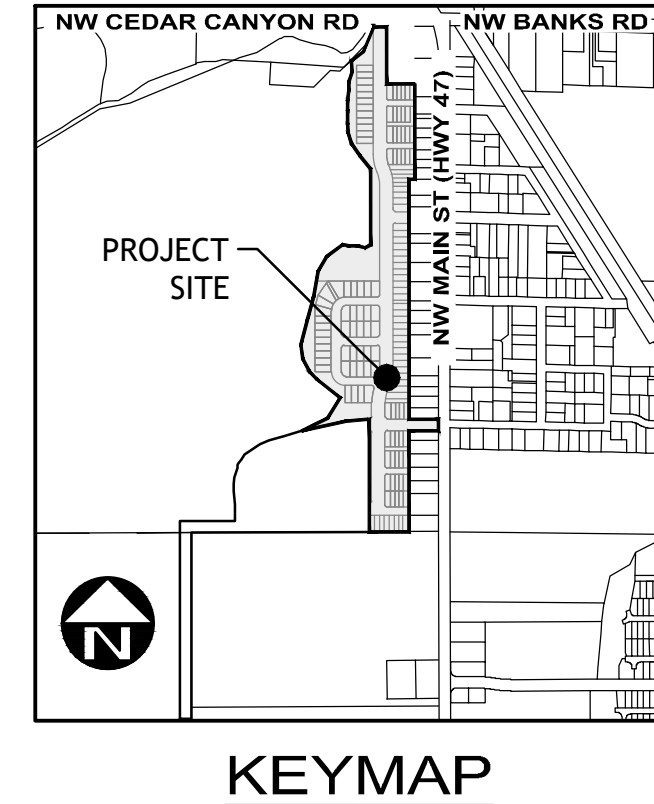 NW CEDAR CANYON RD
NW BANKS RD
NW MAIN ST (HWY 47)
PROJECT
SITE
N
KEYMAP